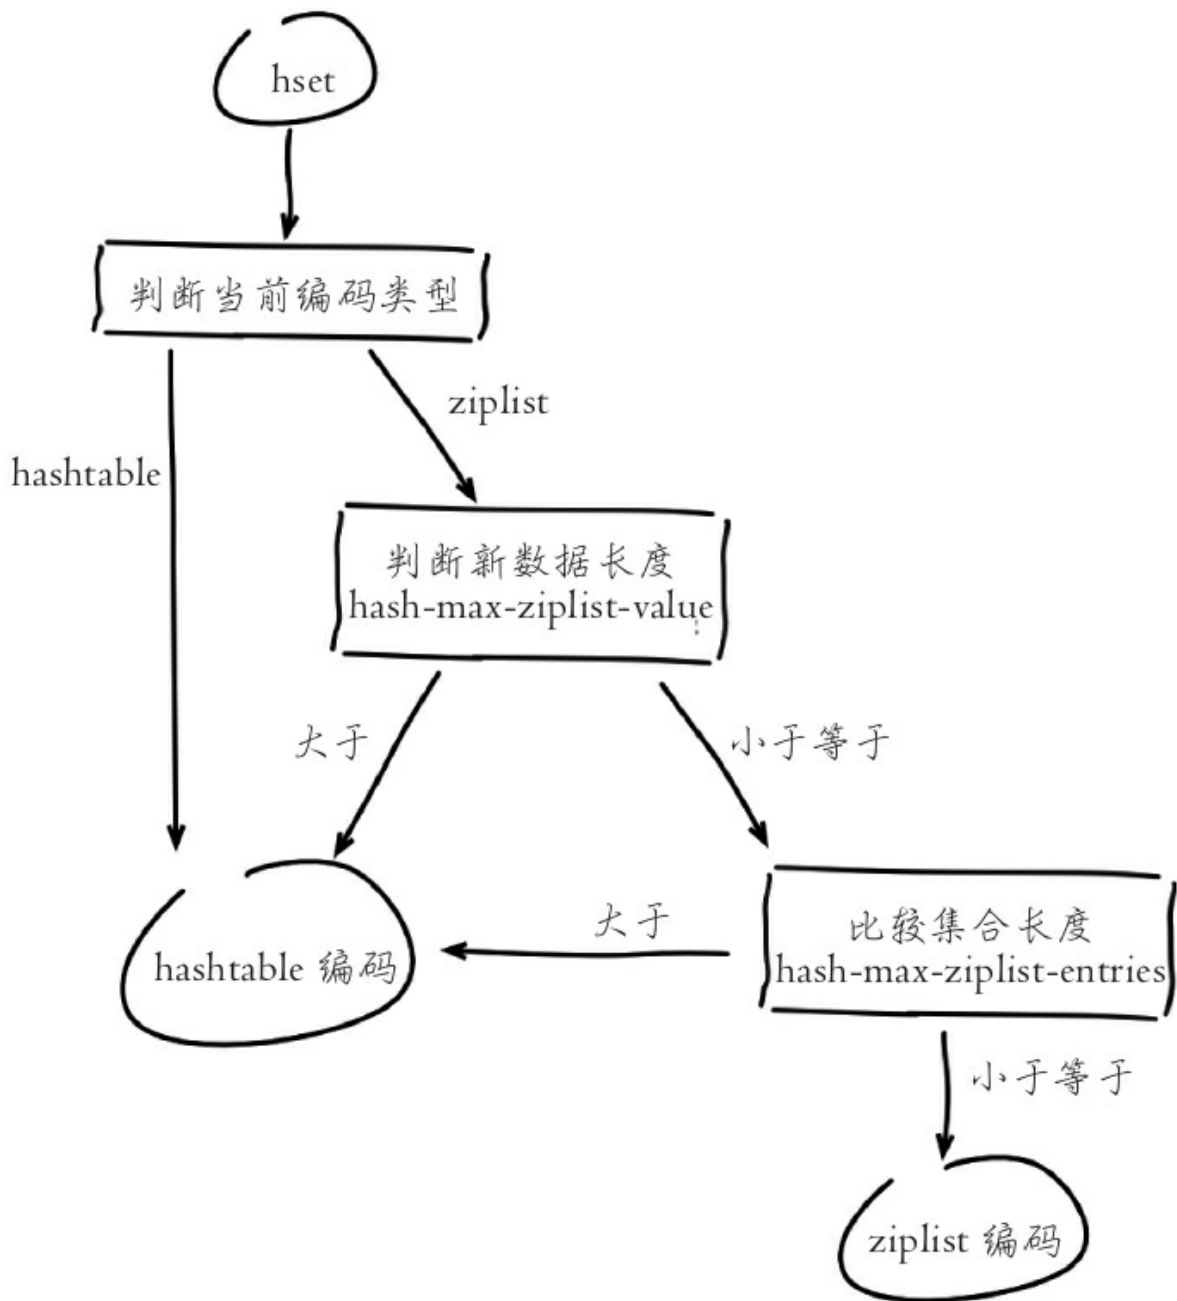 hset
判断当前编码类型
ziplist
hashtable
判断新数据长度
hash-max-ziplist-value
大于
小于等于
大于
比较集合长度
hash-max-ziplist-entries
hashtable 编码
小于等于
ziplist 编码